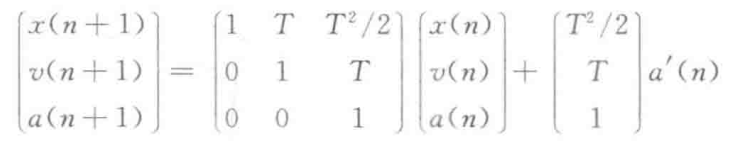 x(n+1) 1 T T²/2 x(n) T²/2
v(n+1) = 0 1 T v(n) + T a′(n)
a(n+1) 0 0 1 a(n) 1